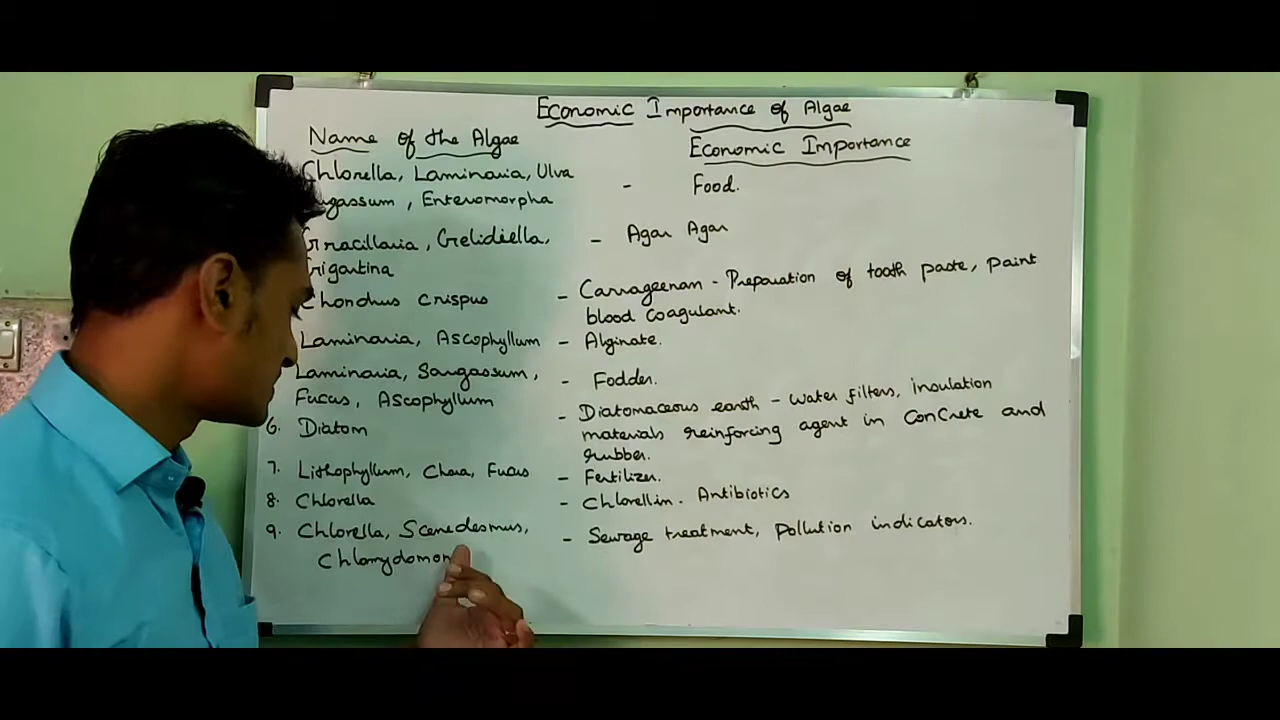 Economic Importance of Algae
Name of the Algae
Economic Importance
Chlorella, Laminaria, Ulva
gassum, Enteromorpha
- Food.
Gracillaria, Gelidiella,
Gigartina
- Agar Agar
Chondrus crispus
- Carrageenan - Preparation of tooth paste, paint
blood coagulant.
Laminaria, Ascophyllum
- Alginate.
Laminaria, Sargassum,
Fucus, Ascophyllum
- Fodder.
6. Diatom
- Diatomaceous earth - water filters, insulation
materials reinforcing agent in Concrete and
rubber.
7. Lithophyllum, Chara, Fucus
- Fertilizer.
8. Chlorella
- Chlorellin. Antibiotics
9. Chlorella, Scenedesmus,
Chlamydomon
- Sewage treatment, pollution indicators.